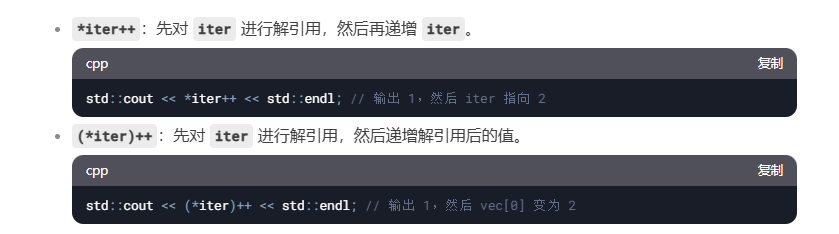 *iter++：先对 iter 进行解引用，然后再递增 iter。
cpp 复制
std::cout << *iter++ << std::endl; // 输出 1，然后 iter 指向 2
(*iter)++：先对 iter 进行解引用，然后递增解引用后的值。
cpp 复制
std::cout << (*iter)++ << std::endl; // 输出 1，然后 vec[0] 变为 2